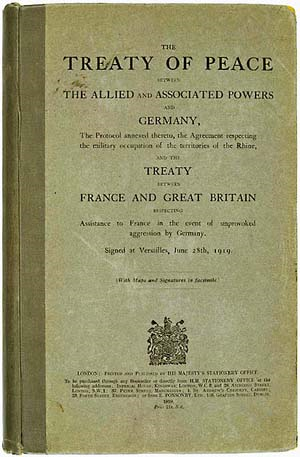 THE
TREATY OF PEACE
BETWEEN
THE ALLIED AND ASSOCIATED POWERS
AND
GERMANY,
The Protocol annexed thereto, the Agreement respecting
the military occupation of the territories of the Rhine,
AND THE
TREATY
BETWEEN
FRANCE AND GREAT BRITAIN
RESPECTING
Assistance to France in the event of unprovoked
aggression by Germany.
Signed at Versailles, June 28th, 1919.
(With Maps and Signatures in facsimile)
LONDON: PRINTED AND PUBLISHED BY HIS MAJESTY'S STATIONERY OFFICE
To be purchased through any Bookseller or directly from H.M. STATIONERY OFFICE at the
following addresses: IMPERIAL HOUSE, KINGSWAY, LONDON, W.C. 2, and 28, ABINGDON STREET,
LONDON, S.W. 1; 37, PETER STREET, MANCHESTER; 1, ST. ANDREW'S CRESCENT, CARDIFF;
23, FORTH STREET, EDINBURGH; or from E. PONSONBY, LTD., 116, GRAFTON STREET, DUBLIN.
1919.
Price 21s. Net.